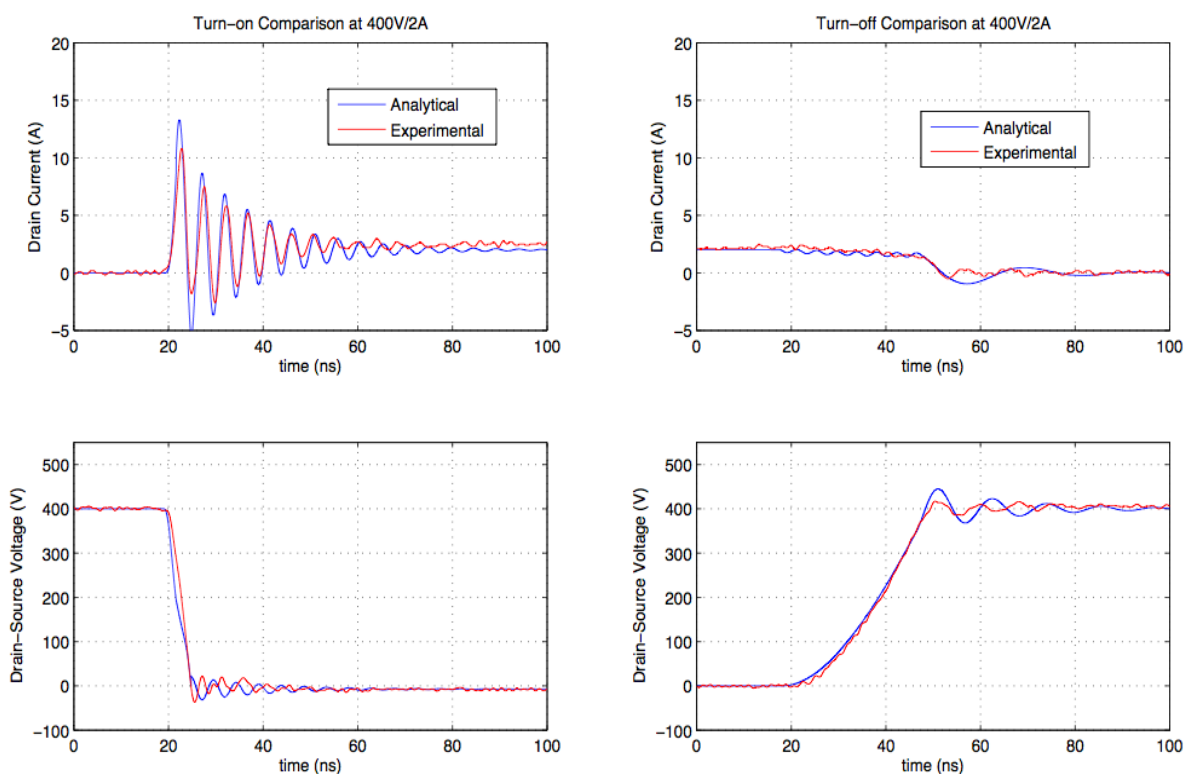 Turn-on Comparison at 400V/2A
20
15
10
5
0
−5
Drain Current (A)
Analytical
Experimental
0 20 40 60 80 100
time (ns)
Turn-off Comparison at 400V/2A
20
15
10
5
0
−5
Drain Current (A)
Analytical
Experimental
0 20 40 60 80 100
time (ns)
500
400
300
200
100
0
−100
Drain−Source Voltage (V)
0 20 40 60 80 100
time (ns)
500
400
300
200
100
0
−100
Drain−Source Voltage (V)
0 20 40 60 80 100
time (ns)